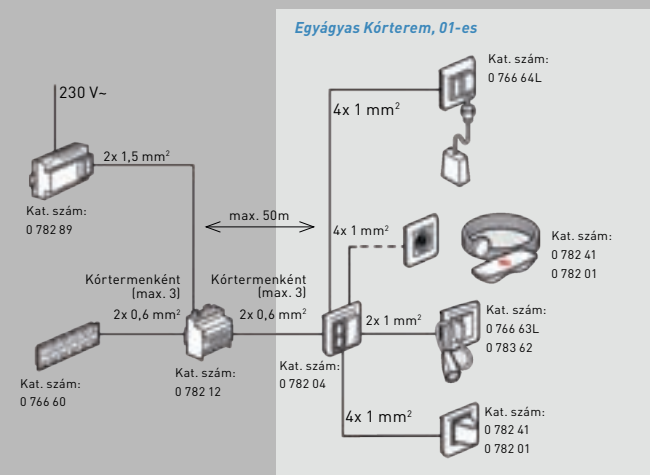 Egyágyas Kórterem, 01-es
Kat. szám:
0 766 64L
230 V~
4x 1 mm²
2x 1,5 mm²
Kat. szám:
0 782 89
max. 50m
4x 1 mm²
Kat. szám:
0 782 41
0 782 01
Kórtermenként
(max. 3)
2x 0,6 mm²
Kórtermenként
(max. 3)
2x 0,6 mm²
2x 1 mm²
Kat. szám:
0 766 63L
0 783 62
Kat. szám:
0 766 60
Kat. szám:
0 782 12
Kat. szám:
0 782 04
4x 1 mm²
Kat. szám:
0 782 41
0 782 01